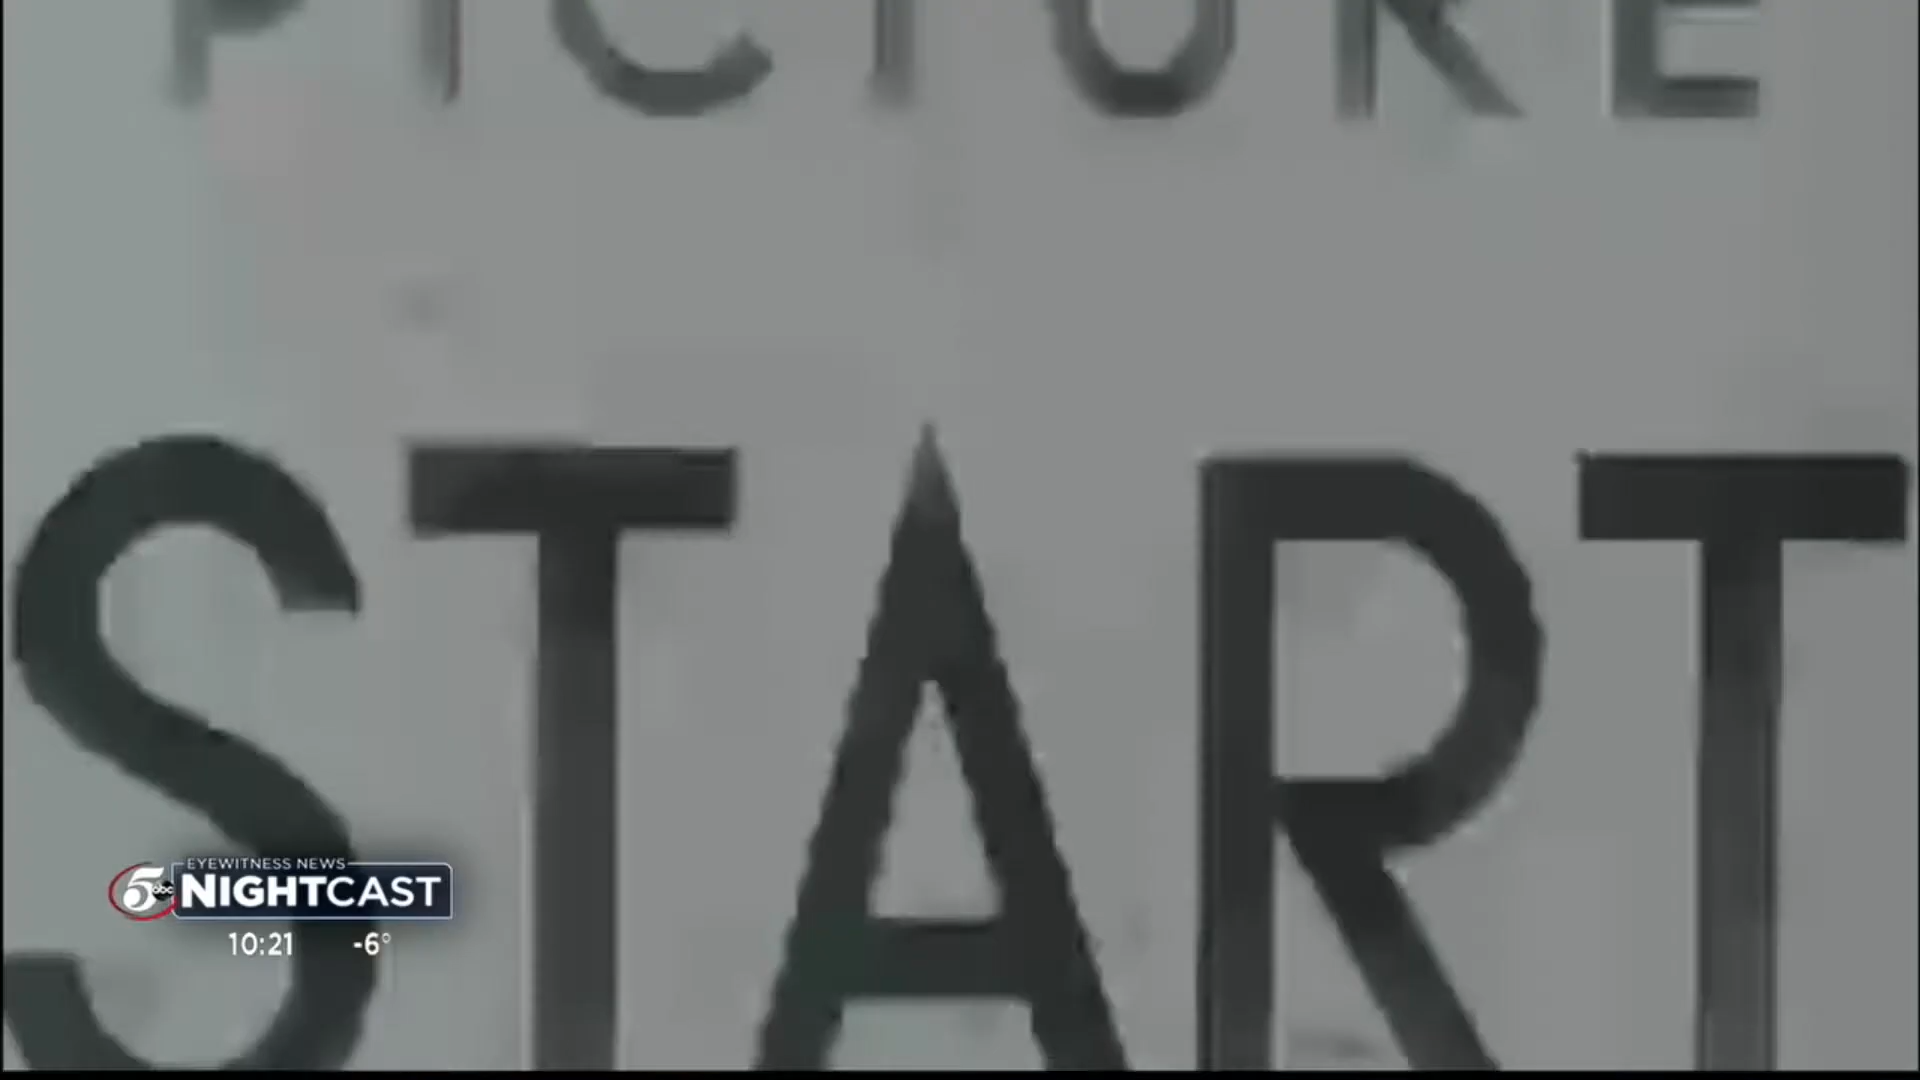 PICTURE
START
EYEWITNESS NEWS
5 abc NIGHTCAST
10:21 -6°